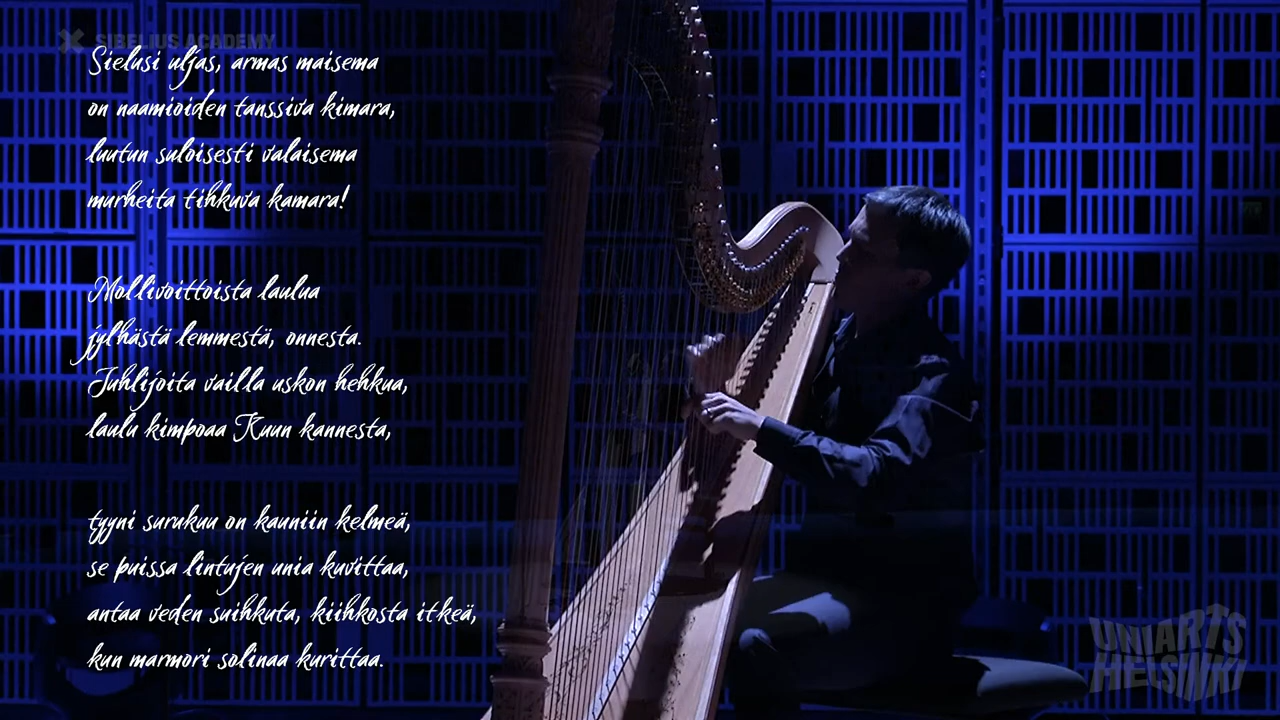 SIBELIUS ACADEMY
Sielusi uljas, armas maisema
on naamioiden tanssiva kimara,
luutun suloisesti valaisema
murheita tihkuva kamara!
Mollivoittoista laulua
jylhästä lemmestä, onnesta.
Juhlijoita vailla uskon hehkua,
laulu kimpoaa Kuun kannesta,
tyyni surukuu on kauniin kelmeä,
se puissa lintujen unia kuvittaa,
antaa veden suihkuta, kiihkosta itkeä,
kun marmori solinaa kurittaa.
UNIARTS
HELSINKI